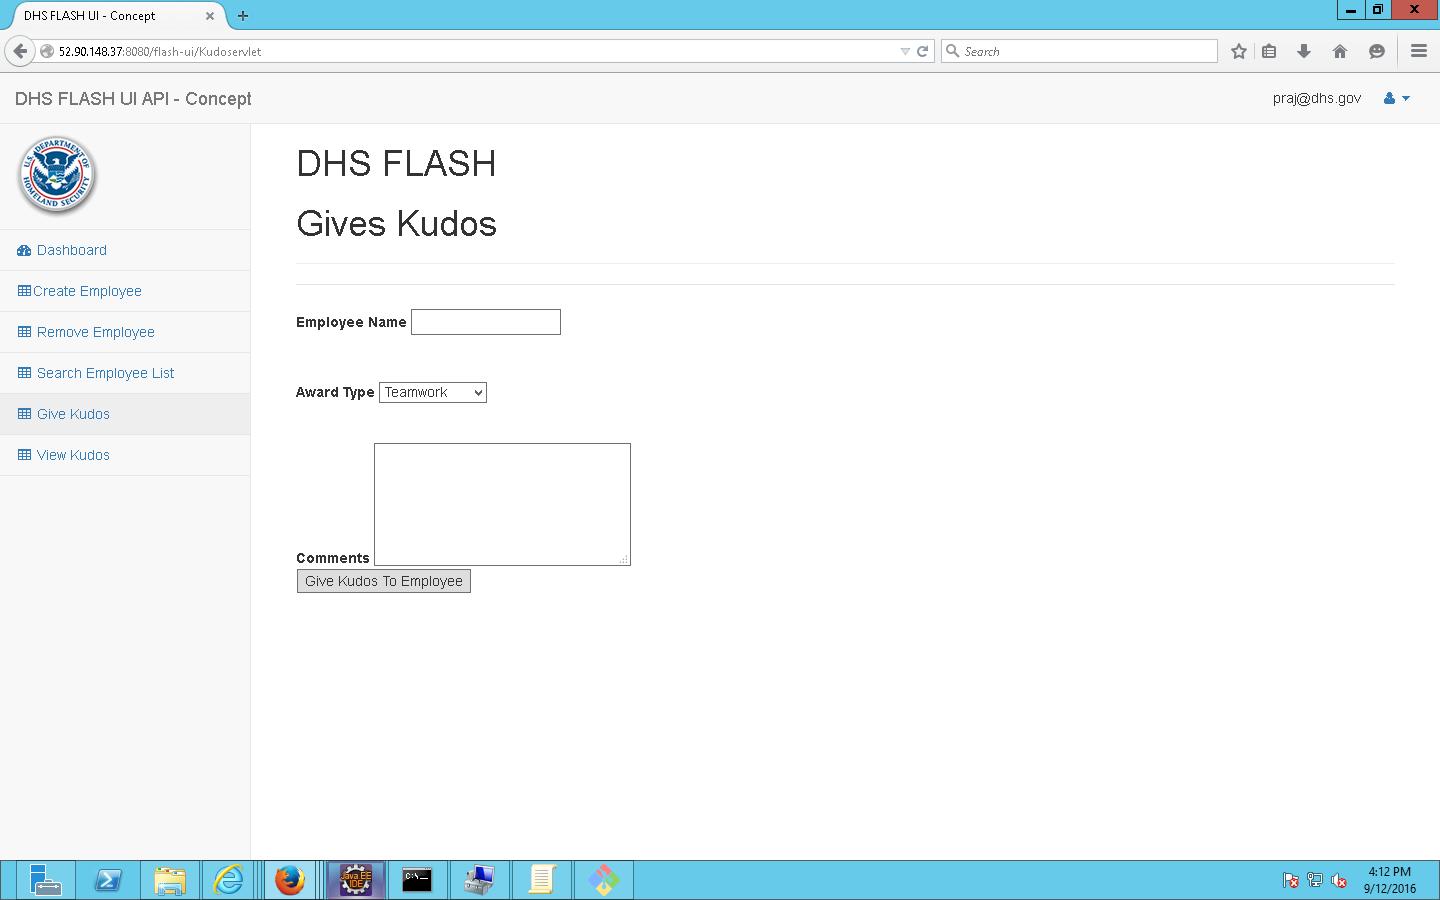 DHS FLASH UI - Concept
52.90.148.37:8080/flash-ui/Kudoservlet
Search
DHS FLASH UI API - Concept
praj@dhs.gov
U.S. DEPARTMENT OF
HOMELAND SECURITY
DHS FLASH
Gives Kudos
Dashboard
Create Employee
Remove Employee
Search Employee List
Give Kudos
View Kudos
Employee Name
Award Type Teamwork
Comments
Give Kudos To Employee
Java EE
IDE
C:\_
4:12 PM
9/12/2016